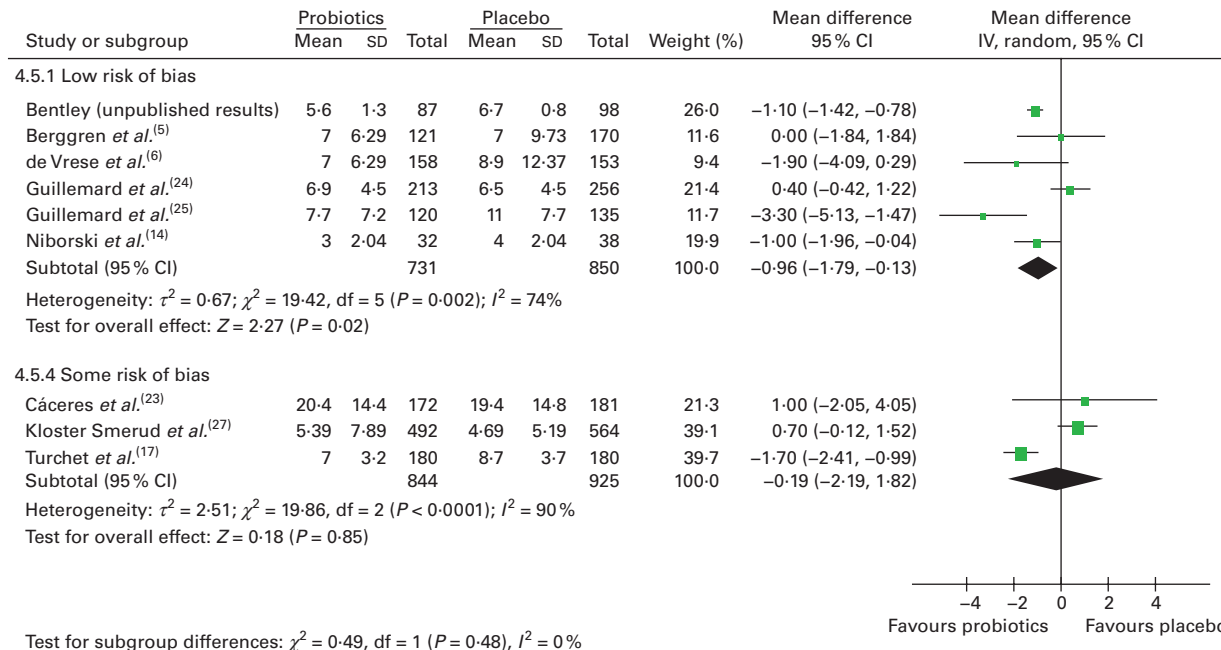 Probiotics Placebo Mean difference Mean difference
Study or subgroup Mean SD Total Mean SD Total Weight (%) 95 % CI IV, random, 95 % CI
4.5.1 Low risk of bias
Bentley (unpublished results) 5·6 1·3 87 6·7 0·8 98 26·0 −1·10 (−1·42, −0·78)
Berggren et al.(5) 7 6·29 121 7 9·73 170 11·6 0·00 (−1·84, 1·84)
de Vrese et al.(6) 7 6·29 158 8·9 12·37 153 9·4 −1·90 (−4·09, 0·29)
Guillemard et al.(24) 6·9 4·5 213 6·5 4·5 256 21·4 0·40 (−0·42, 1·22)
Guillemard et al.(25) 7·7 7·2 120 11 7·7 135 11·7 −3·30 (−5·13, −1·47)
Niborski et al.(14) 3 2·04 32 4 2·04 38 19·9 −1·00 (−1·96, −0·04)
Subtotal (95 % CI) 731 850 100·0 −0·96 (−1·79, −0·13)
Heterogeneity: τ² = 0·67; χ² = 19·42, df = 5 (P = 0·002); I² = 74%
Test for overall effect: Z = 2·27 (P = 0·02)
4.5.4 Some risk of bias
Cáceres et al.(23) 20·4 14·4 172 19·4 14·8 181 21·3 1·00 (−2·05, 4·05)
Kloster Smerud et al.(27) 5·39 7·89 492 4·69 5·19 564 39·1 0·70 (−0·12, 1·52)
Turchet et al.(17) 7 3·2 180 8·7 3·7 180 39·7 −1·70 (−2·41, −0·99)
Subtotal (95 % CI) 844 925 100·0 −0·19 (−2·19, 1·82)
Heterogeneity: τ² = 2·51; χ² = 19·86, df = 2 (P < 0·0001); I² = 90 %
Test for overall effect: Z = 0·18 (P = 0·85)
−4 −2 0 2 4
Favours probiotics Favours placebo
Test for subgroup differences: χ² = 0·49, df = 1 (P = 0·48), I² = 0 %